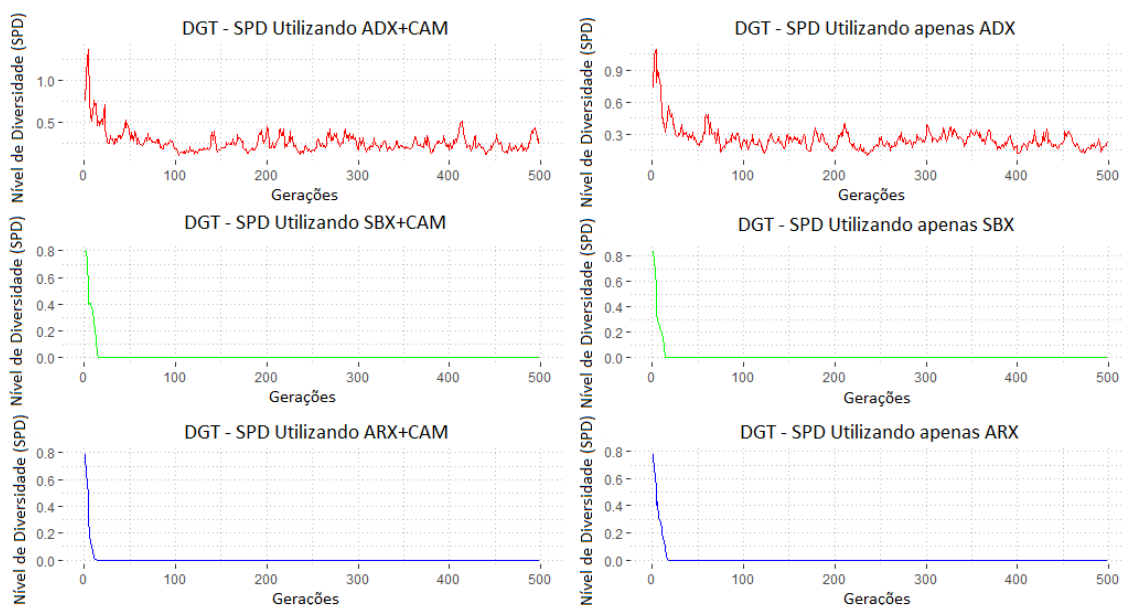 DGT - SPD Utilizando ADX+CAM
Nível de Diversidade (SPD)
1.0
0.5
0 100 200 300 400 500
Gerações
DGT - SPD Utilizando apenas ADX
Nível de Diversidade (SPD)
0.9
0.6
0.3
0 100 200 300 400 500
Gerações
DGT - SPD Utilizando SBX+CAM
Nível de Diversidade (SPD)
0.8
0.6
0.4
0.2
0.0
0 100 200 300 400 500
Gerações
DGT - SPD Utilizando apenas SBX
Nível de Diversidade (SPD)
0.8
0.6
0.4
0.2
0.0
0 100 200 300 400 500
Gerações
DGT - SPD Utilizando ARX+CAM
Nível de Diversidade (SPD)
0.8
0.6
0.4
0.2
0.0
0 100 200 300 400 500
Gerações
DGT - SPD Utilizando apenas ARX
Nível de Diversidade (SPD)
0.8
0.6
0.4
0.2
0.0
0 100 200 300 400 500
Gerações